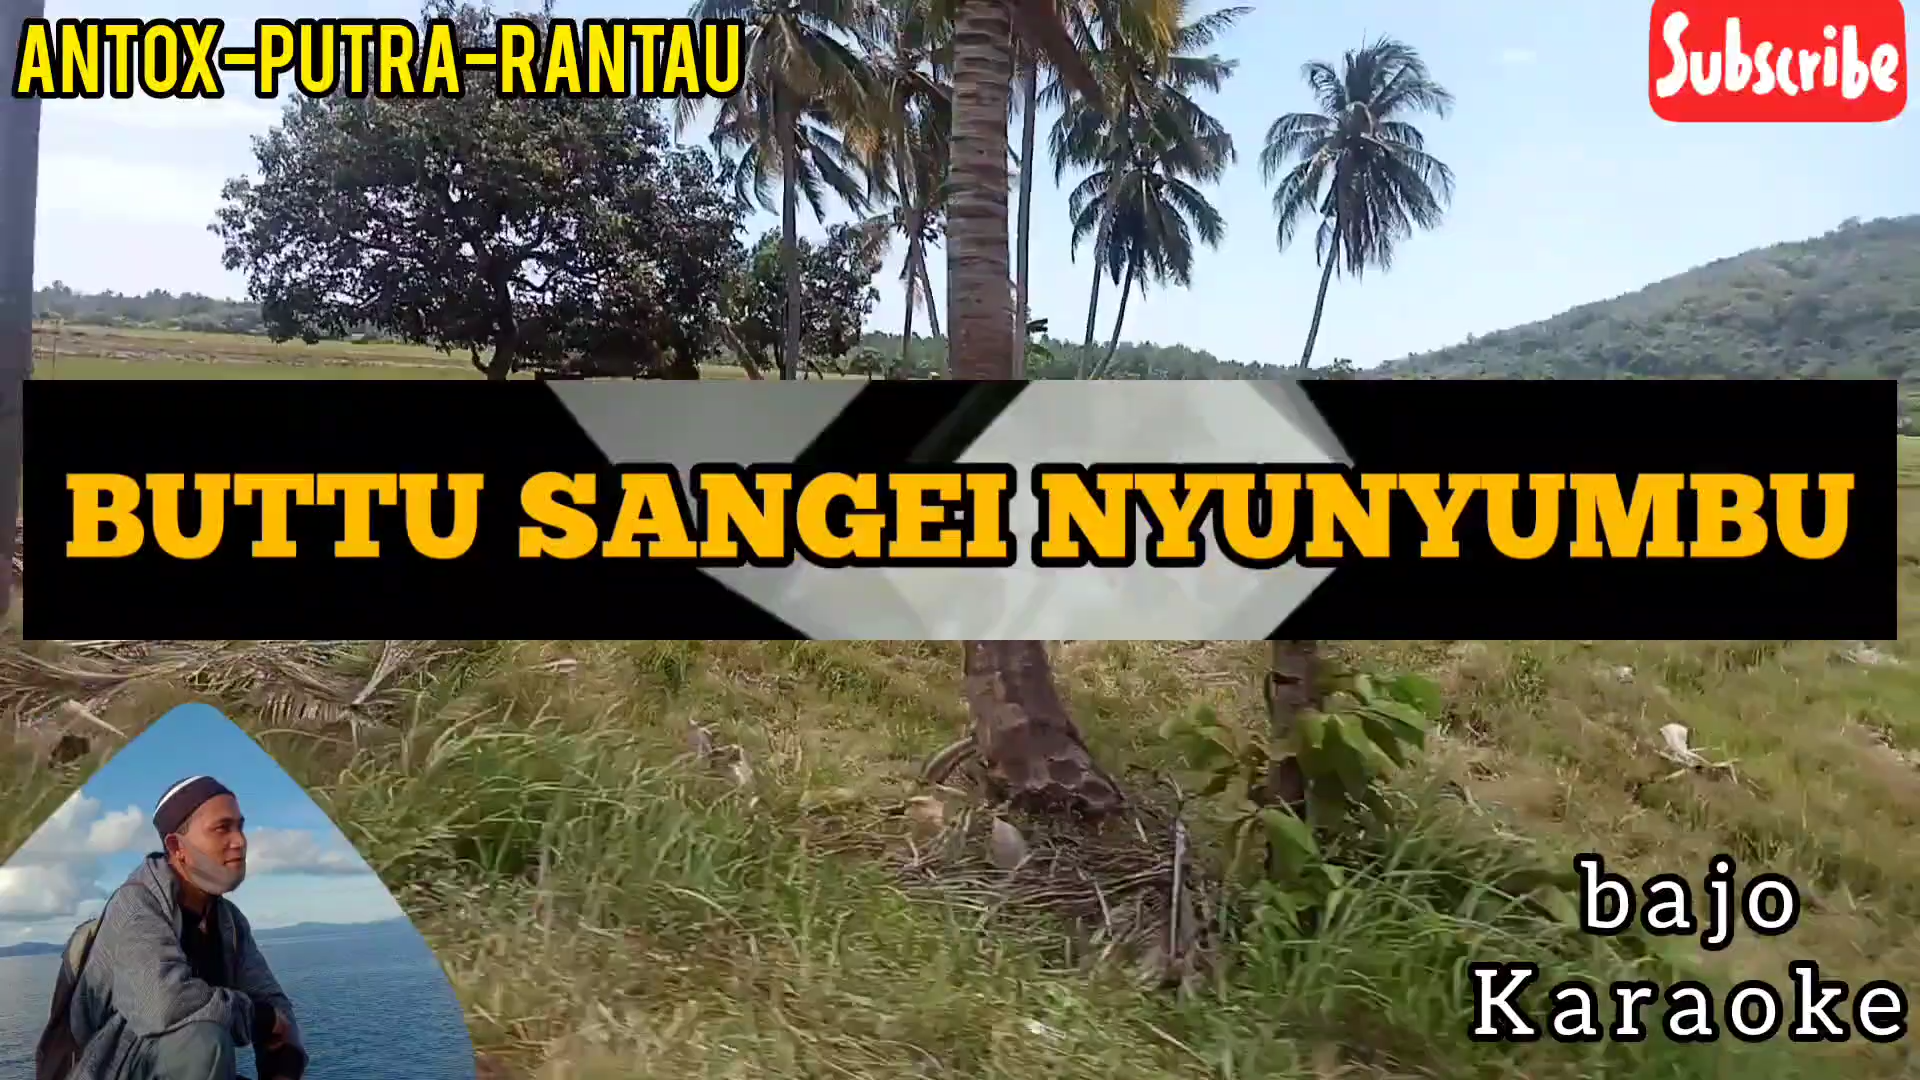 ANTOX-PUTRA-RANTAU
Subscribe
BUTTU SANGEI NYUNYUMBU
bajo
Karaoke